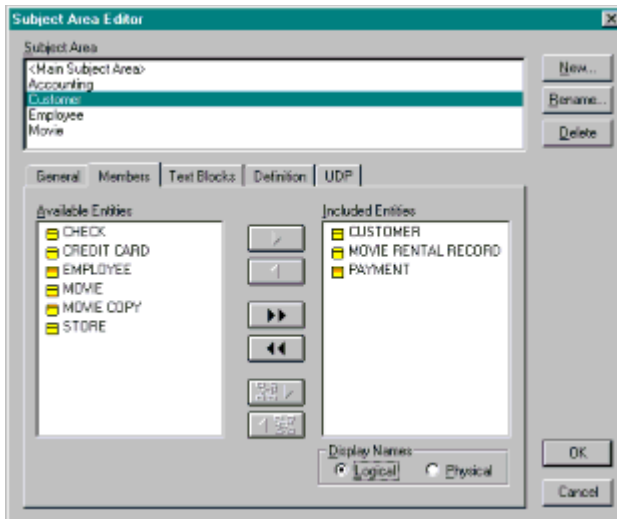 Subject Area Editor
Subject Area
<Main Subject Area>
Accounting
Customer
Employee
Movie
New...
Rename...
Delete
General Members Text Blocks Definition UDP
Available Entities
CHECK
CREDIT CARD
EMPLOYEE
MOVIE
MOVIE COPY
STORE
Included Entities
CUSTOMER
MOVIE RENTAL RECORD
PAYMENT
Display Names
Logical Physical
OK
Cancel